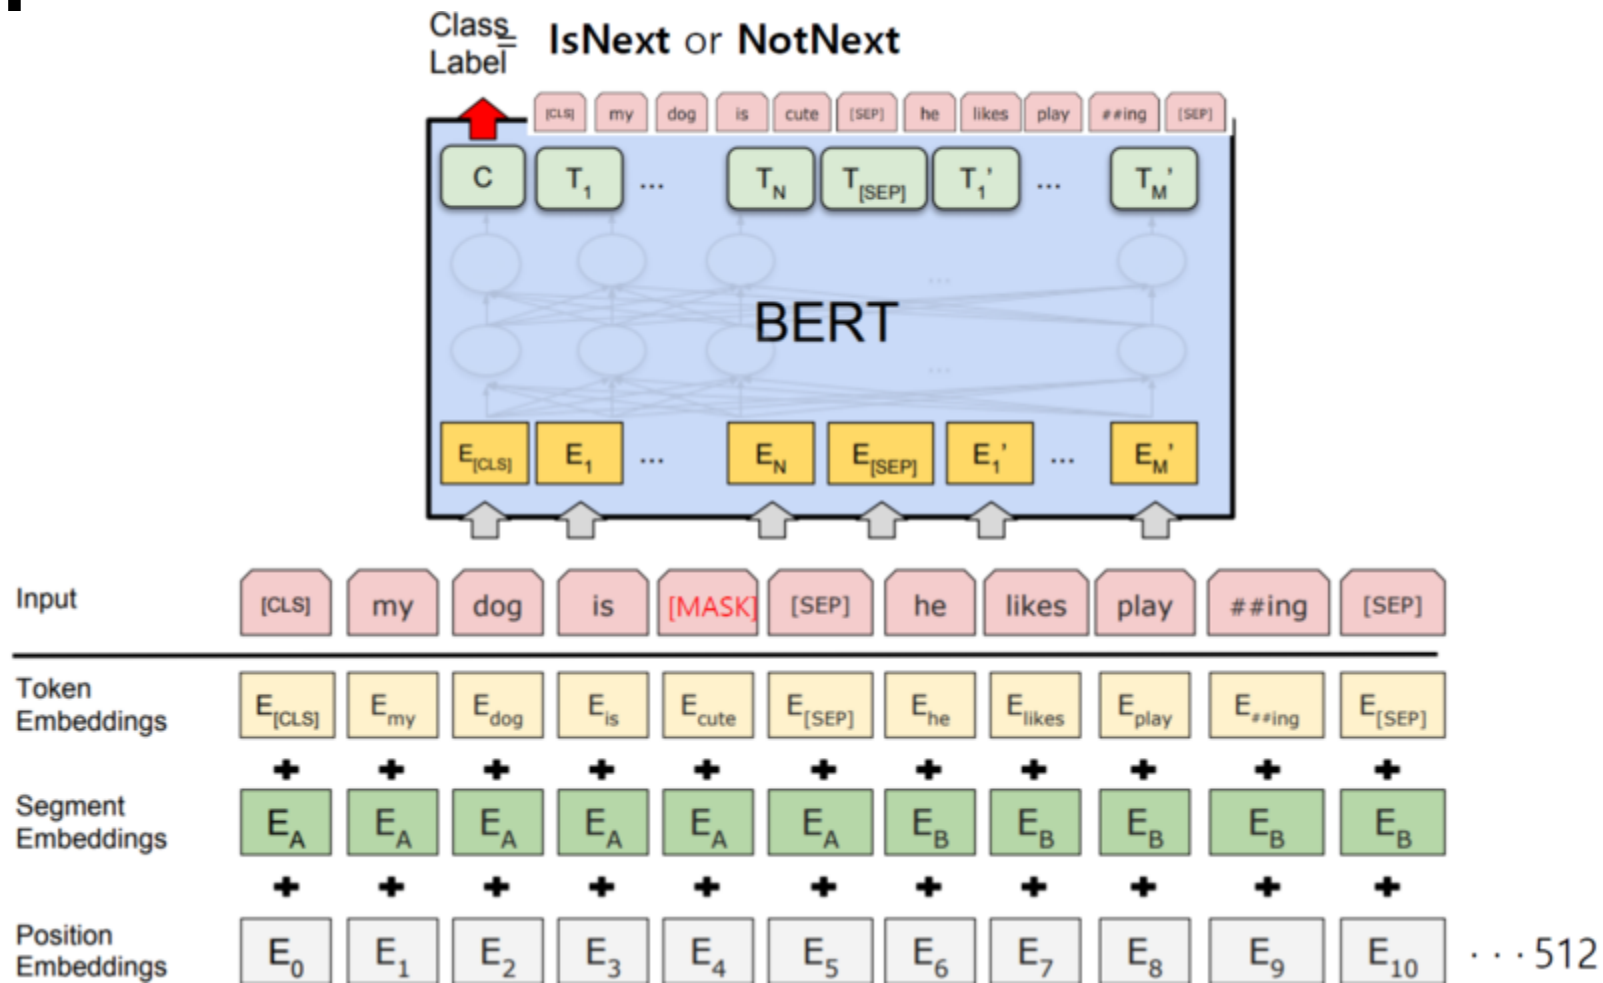 Class
Label = IsNext or NotNext
[CLS] my dog is cute [SEP] he likes play ##ing [SEP]
C T1 ... TN T[SEP] T1' ... TM'
...
BERT
...
E[CLS] E1 ... EN E[SEP] E1' ... EM'
Input [CLS] my dog is [MASK] [SEP] he likes play ##ing [SEP]
Token
Embeddings E[CLS] Emy Edog Eis Ecute E[SEP] Ehe Elikes Eplay E##ing E[SEP]
+ + + + + + + + + + +
Segment
Embeddings EA EA EA EA EA EA EB EB EB EB EB
+ + + + + + + + + + +
Position
Embeddings E0 E1 E2 E3 E4 E5 E6 E7 E8 E9 E10 · · · 512